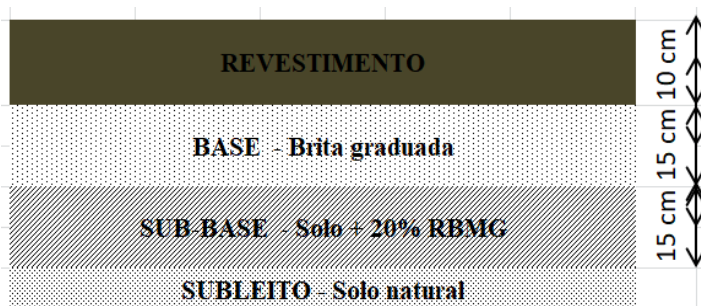 REVESTIMENTO
10 cm
BASE - Brita graduada
15 cm
SUB-BASE - Solo + 20% RBMG
15 cm
SUBLEITO - Solo natural